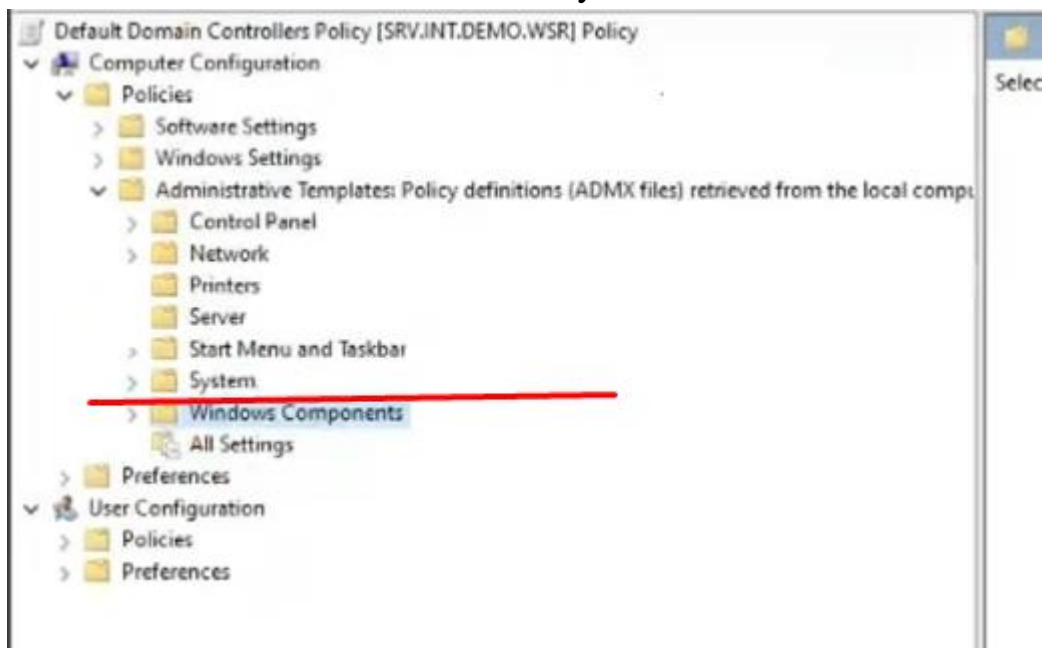 Default Domain Controllers Policy [SRV.INT.DEMO.WSR] Policy
Computer Configuration
Policies
Selec
Software Settings
Windows Settings
Administrative Templates: Policy definitions (ADMX files) retrieved from the local compu
Control Panel
Network
Printers
Server
Start Menu and Taskbar
System
Windows Components
All Settings
Preferences
User Configuration
Policies
Preferences